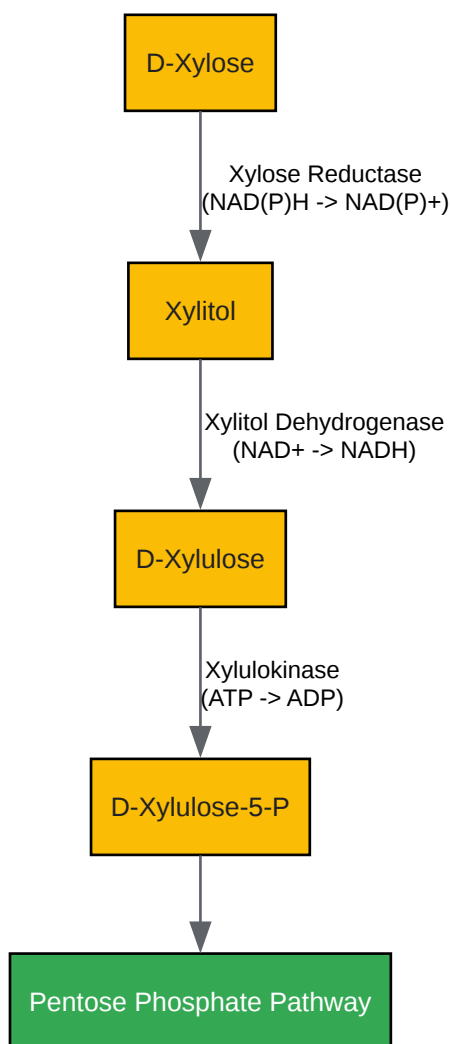 D-Xylose
Xylose Reductase
(NAD(P)H -> NAD(P)+)
Xylitol
Xylitol Dehydrogenase
(NAD+ -> NADH)
D-Xylulose
Xylulokinase
(ATP -> ADP)
D-Xylulose-5-P
Pentose Phosphate Pathway